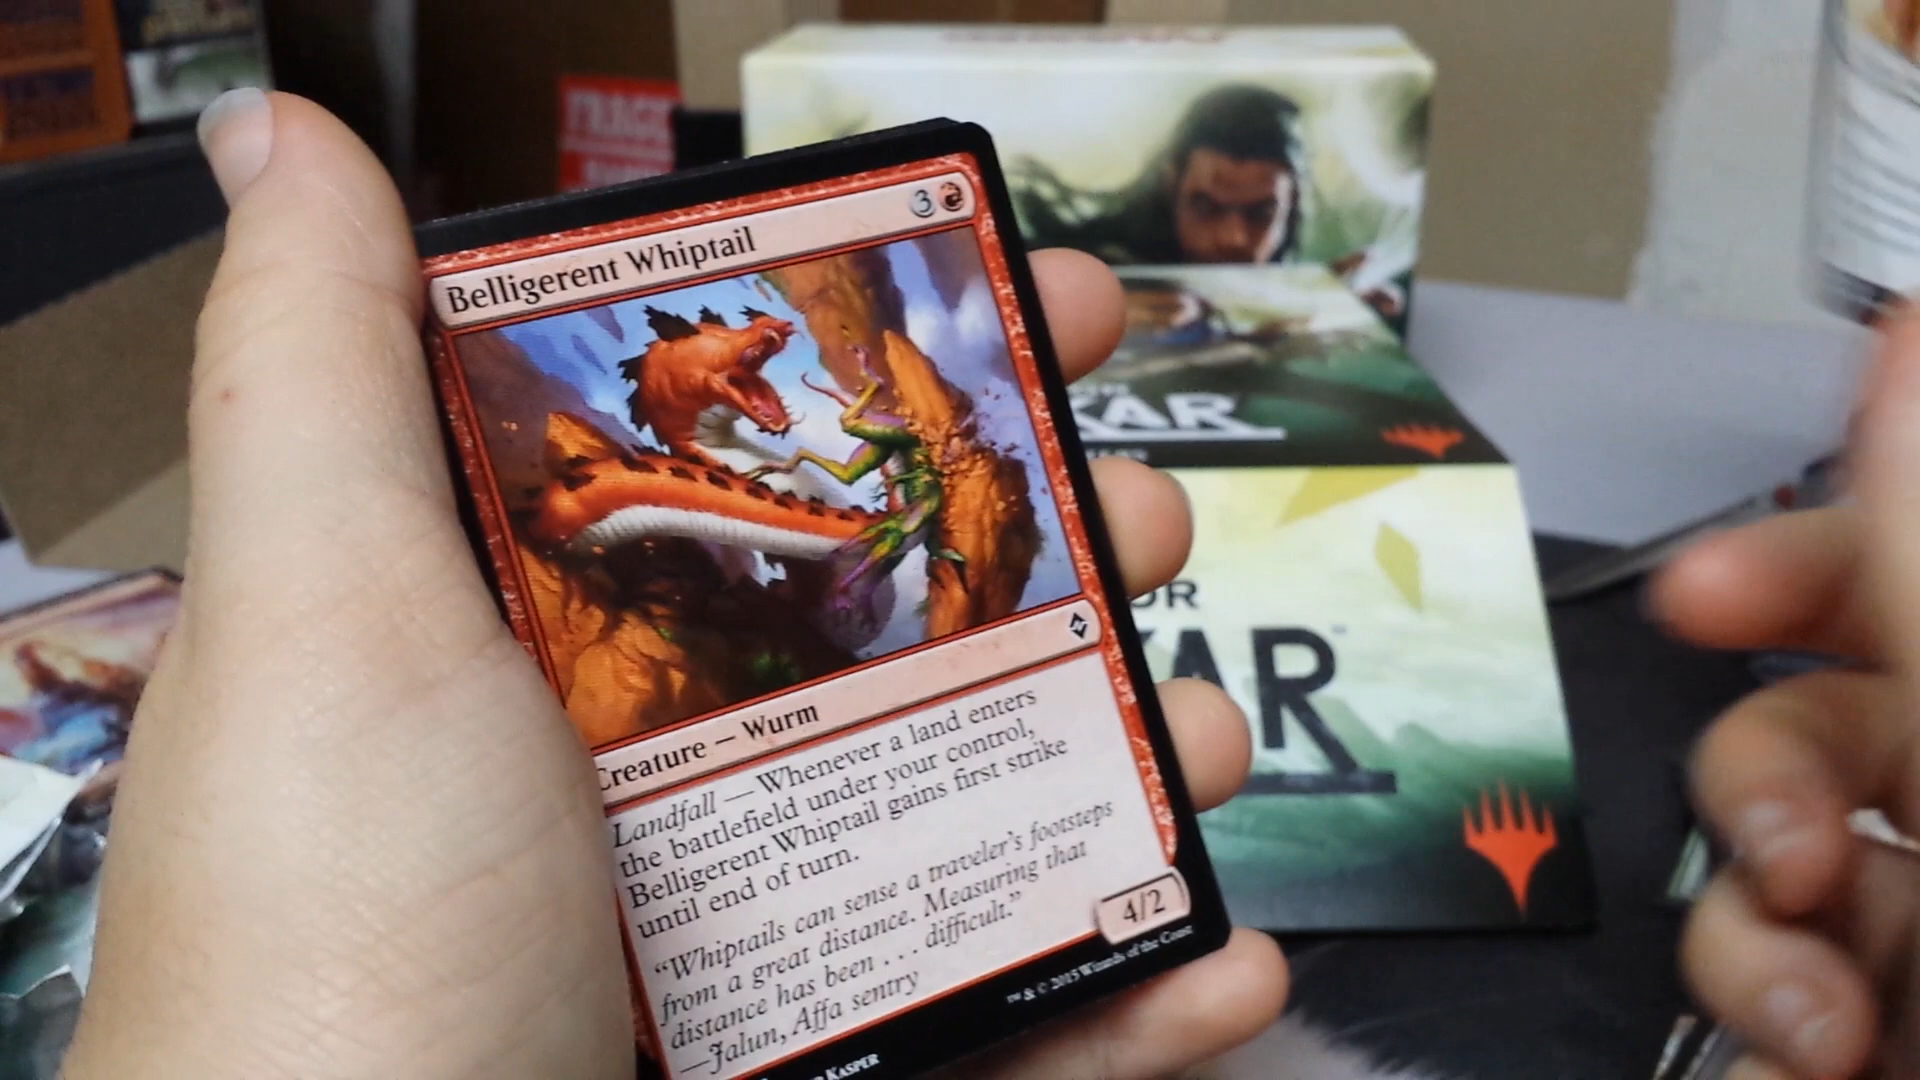 Belligerent Whiptail
3
Creature — Wurm
Landfall — Whenever a land enters
the battlefield under your control,
Belligerent Whiptail gains first strike
until end of turn.
“Whiptails can sense a traveler’s footsteps
from a great distance. Measuring that
distance has been . . . difficult.”
—Jalun, Affa sentry
4/2
™ & © 2015 Wizards of the Coast
KASPER
KAR
OR
KAR